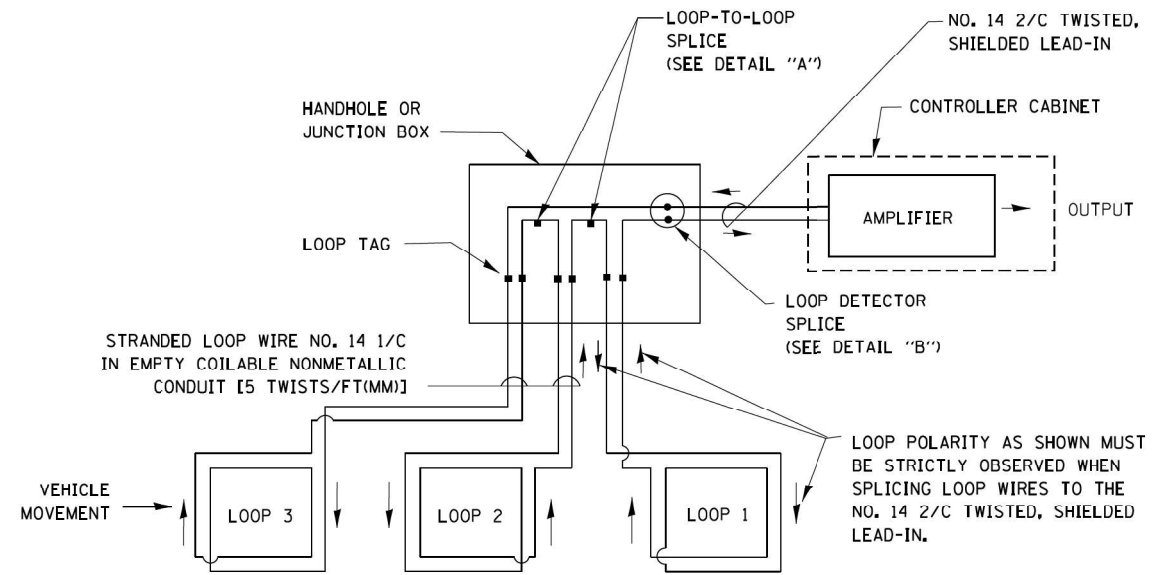 LOOP-TO-LOOP
SPLICE
(SEE DETAIL "A")
NO. 14 2/C TWISTED,
SHIELDED LEAD-IN
HANDHOLE OR
JUNCTION BOX
CONTROLLER CABINET
AMPLIFIER
OUTPUT
LOOP TAG
LOOP DETECTOR
SPLICE
(SEE DETAIL "B")
STRANDED LOOP WIRE NO. 14 1/C
IN EMPTY COILABLE NONMETALLIC
CONDUIT [5 TWISTS/FT(MM)]
LOOP POLARITY AS SHOWN MUST
BE STRICTLY OBSERVED WHEN
SPLICING LOOP WIRES TO THE
NO. 14 2/C TWISTED, SHIELDED
LEAD-IN.
VEHICLE
MOVEMENT
LOOP 3
LOOP 2
LOOP 1